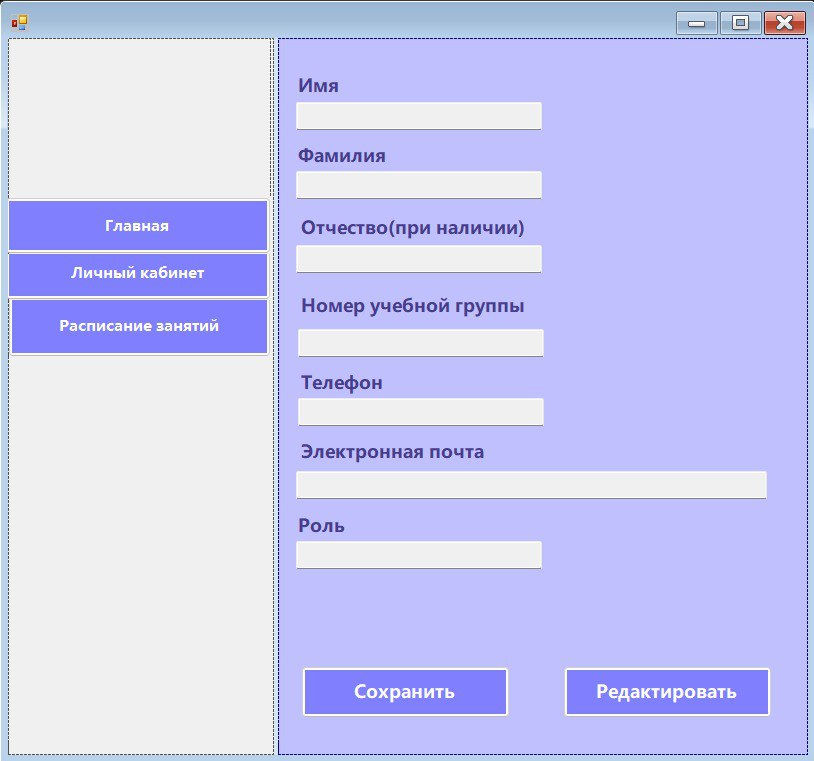 Главная
Личный кабинет
Расписание занятий
Имя
Фамилия
Отчество(при наличии)
Номер учебной группы
Телефон
Электронная почта
Роль
Сохранить
Редактировать